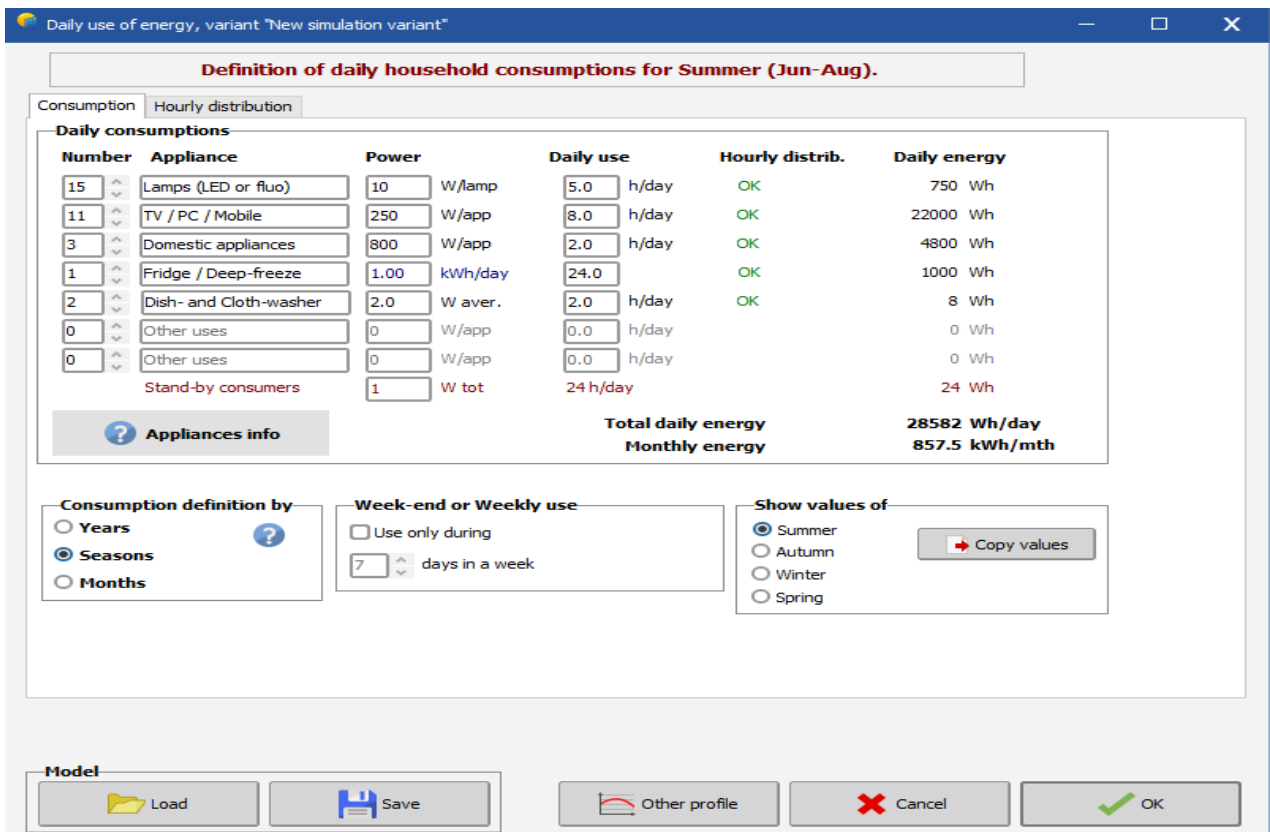 Daily use of energy, variant "New simulation variant"
Definition of daily household consumptions for Summer (Jun-Aug).
Consumption Hourly distribution
Daily consumptions
Number Appliance Power Daily use Hourly distrib. Daily energy
15 Lamps (LED or fluo) 10 W/lamp 5.0 h/day OK 750 Wh
11 TV / PC / Mobile 250 W/app 8.0 h/day OK 22000 Wh
3 Domestic appliances 800 W/app 2.0 h/day OK 4800 Wh
1 Fridge / Deep-freeze 1.00 kWh/day 24.0 OK 1000 Wh
2 Dish- and Cloth-washer 2.0 W aver. 2.0 h/day OK 8 Wh
0 Other uses 0 W/app 0.0 h/day 0 Wh
0 Other uses 0 W/app 0.0 h/day 0 Wh
Stand-by consumers 1 W tot 24 h/day 24 Wh
? Appliances info
Total daily energy 28582 Wh/day
Monthly energy 857.5 kWh/mth
Consumption definition by
Years
?
Seasons
Months
Week-end or Weekly use
Use only during
7 days in a week
Show values of
Summer
Autumn
Winter
Spring
Copy values
Model
Load Save Other profile Cancel OK